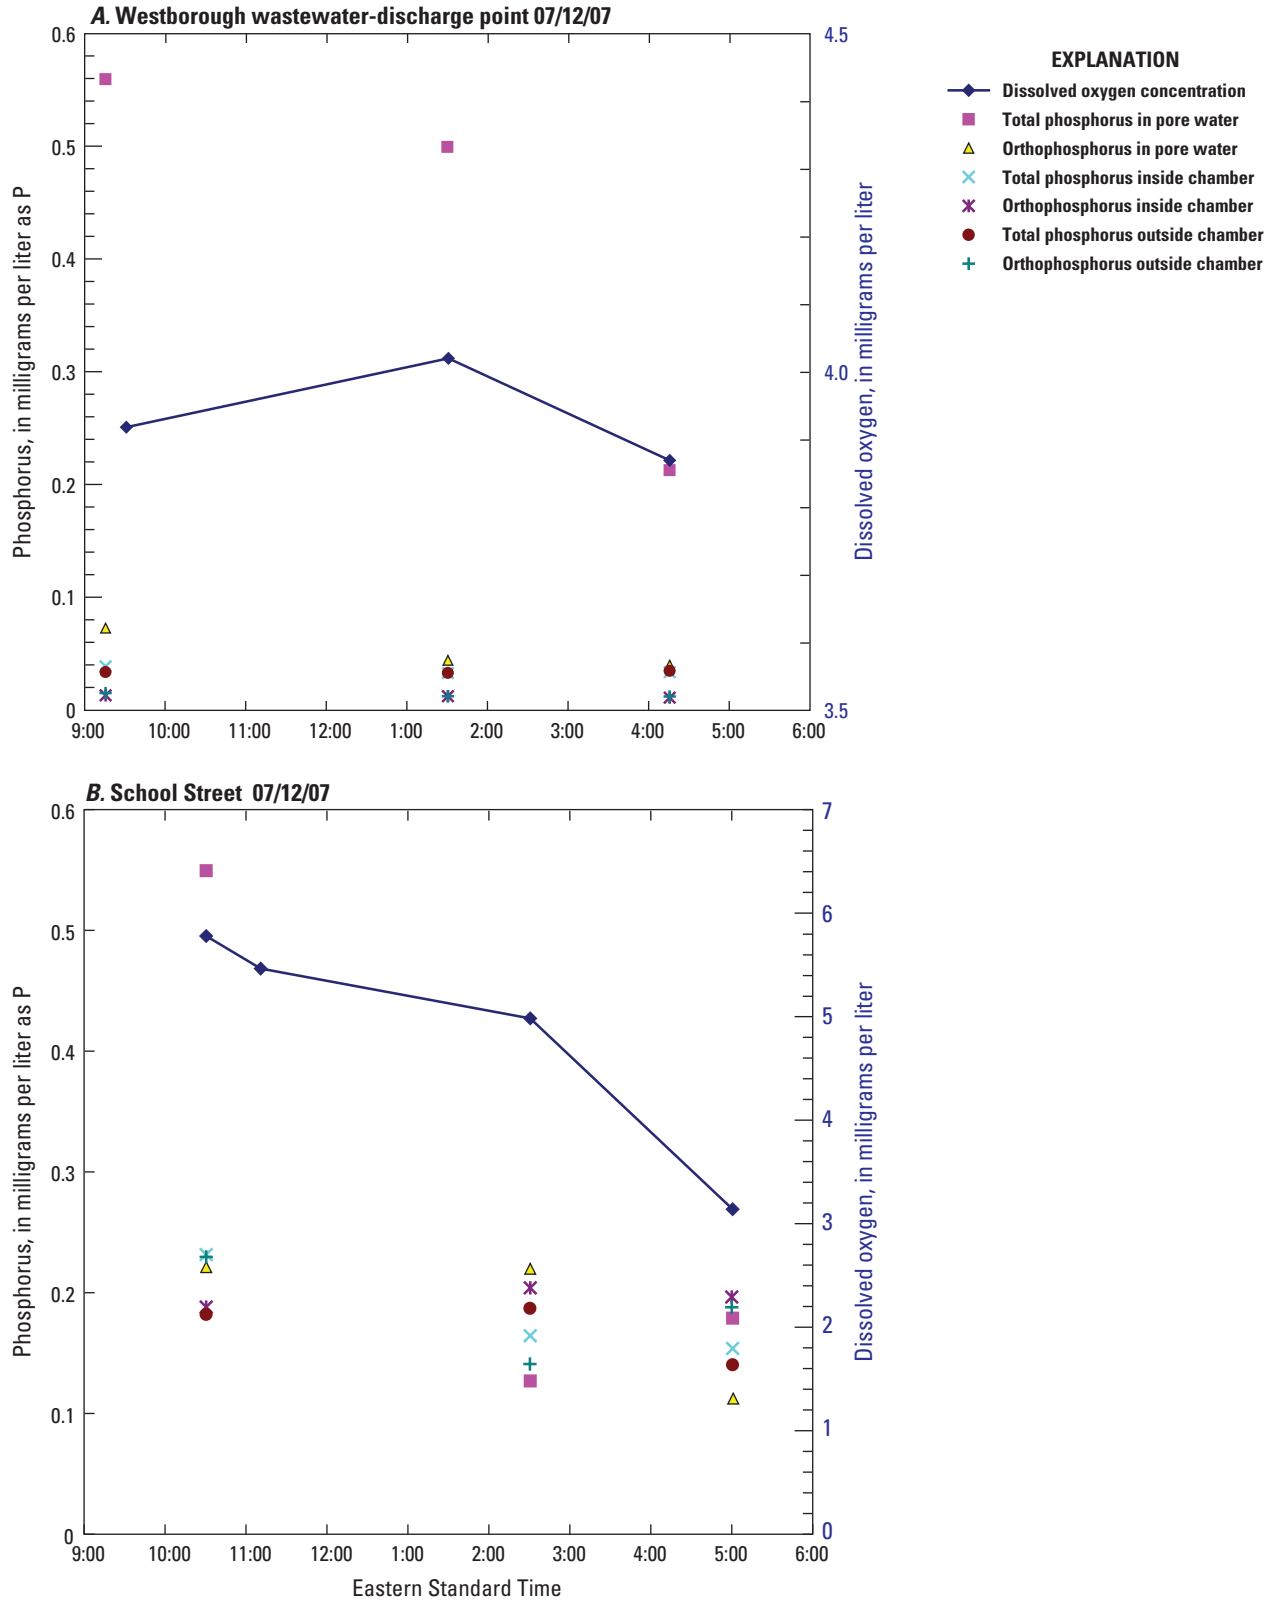 A. Westborough wastewater-discharge point 07/12/07
0.6
0.5
0.4
0.3
0.2
0.1
0
Phosphorus, in milligrams per liter as P
4.5
4.0
3.5
Dissolved oxygen, in milligrams per liter
9:00 10:00 11:00 12:00 1:00 2:00 3:00 4:00 5:00 6:00
EXPLANATION
Dissolved oxygen concentration
Total phosphorus in pore water
Orthophosphorus in pore water
Total phosphorus inside chamber
Orthophosphorus inside chamber
Total phosphorus outside chamber
Orthophosphorus outside chamber
B. School Street 07/12/07
0.6
0.5
0.4
0.3
0.2
0.1
0
Phosphorus, in milligrams per liter as P
7
6
5
4
3
2
1
0
Dissolved oxygen, in milligrams per liter
9:00 10:00 11:00 12:00 1:00 2:00 3:00 4:00 5:00 6:00
Eastern Standard Time